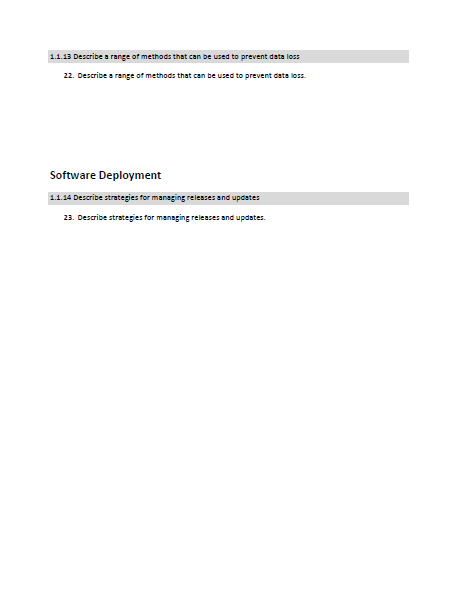 1.1.13 Describe a range of methods that can be used to prevent data loss
22. Describe a range of methods that can be used to prevent data loss.
Software Deployment
1.1.14 Describe strategies for managing releases and updates
23. Describe strategies for managing releases and updates.